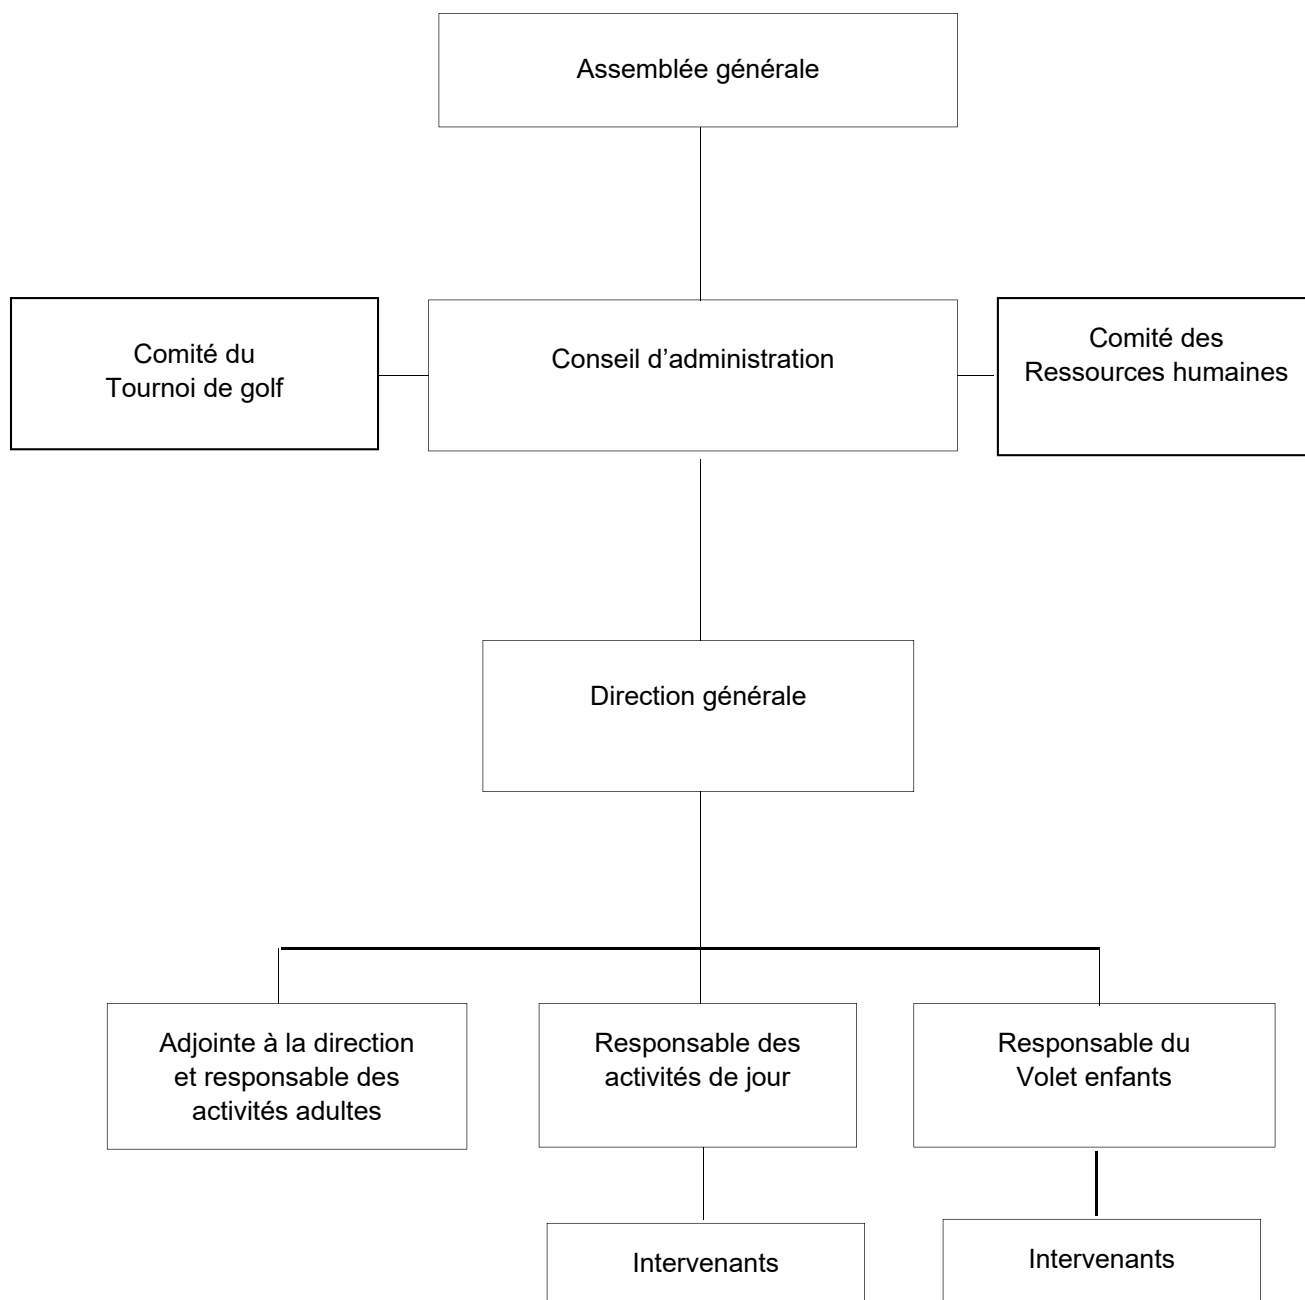 Assemblée générale
Comité du
Tournoi de golf
Conseil d’administration
Comité des
Ressources humaines
Direction générale
Adjointe à la direction
et responsable des
activités adultes
Responsable des
activités de jour
Responsable du
Volet enfants
Intervenants
Intervenants